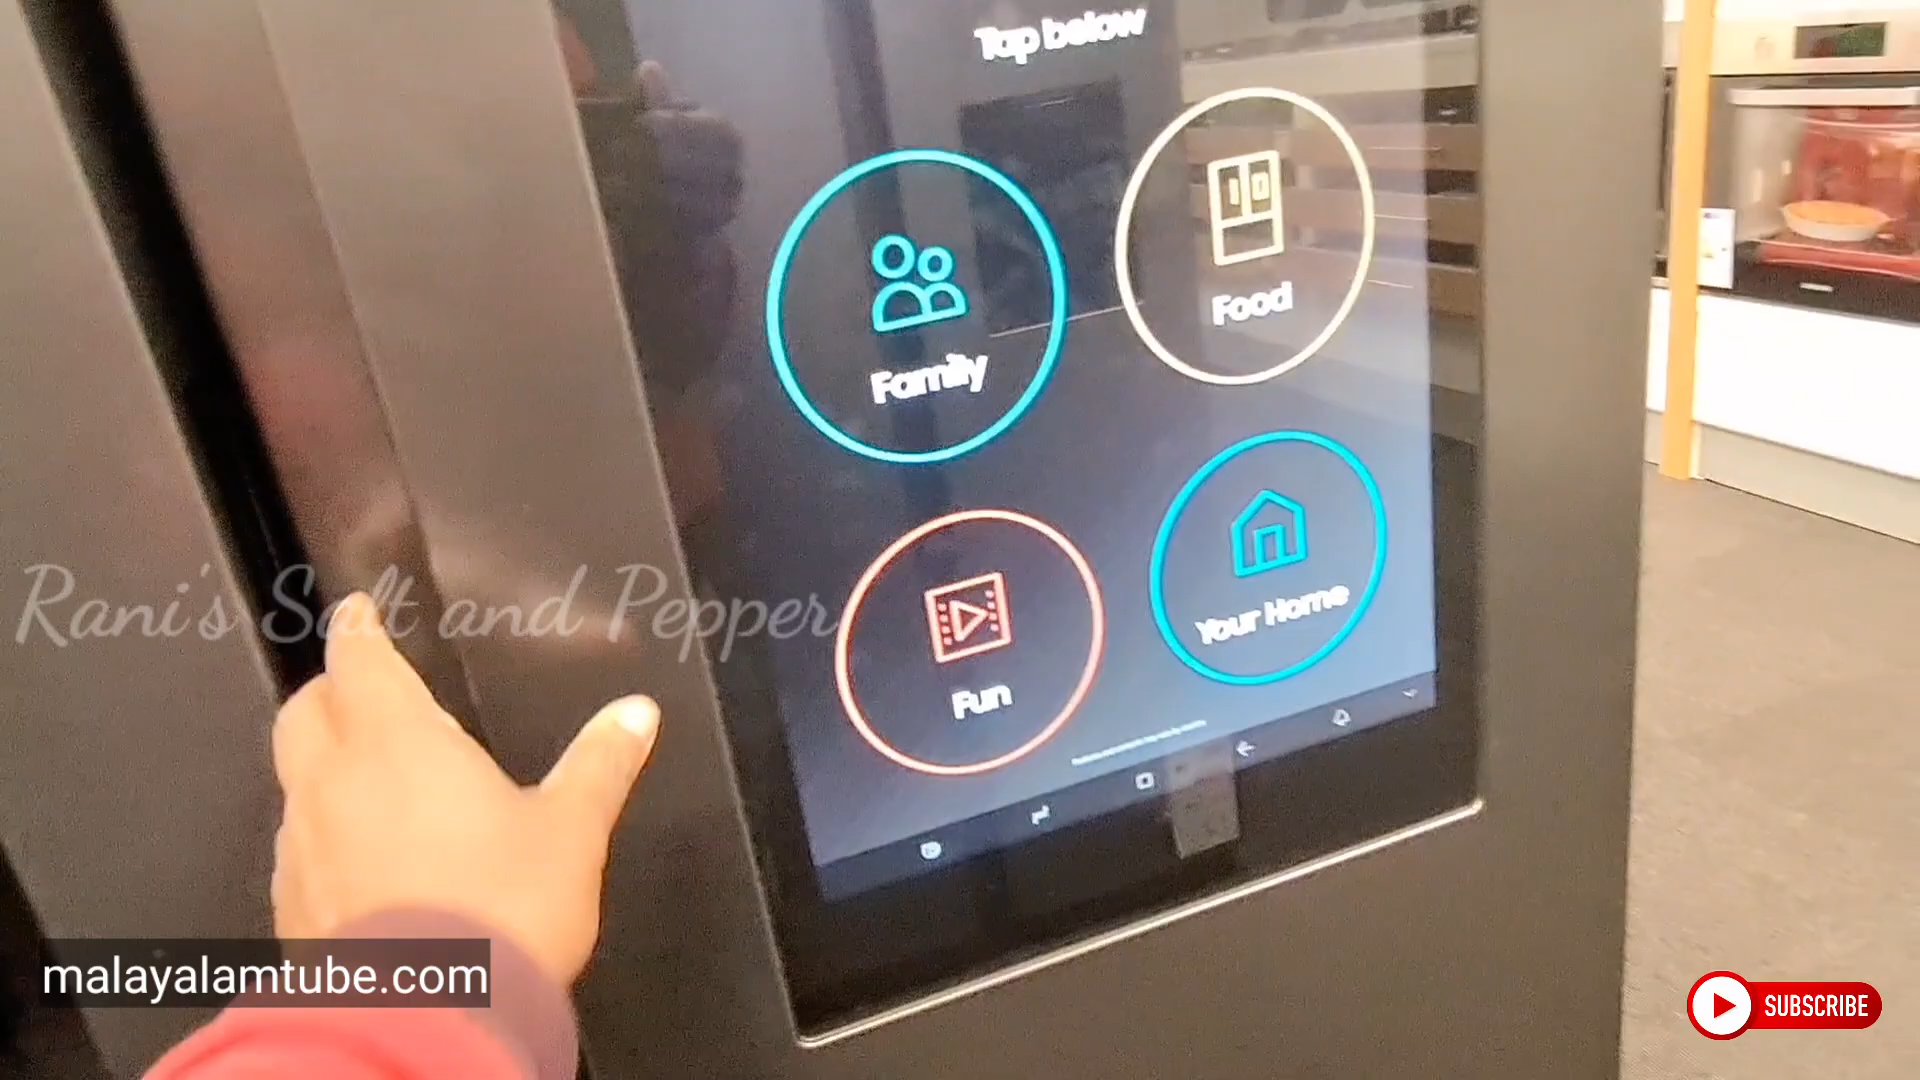 Tap below
Food
Family
Your Home
Fun
Rani's Salt and Pepper
malayalamtube.com
SUBSCRIBE